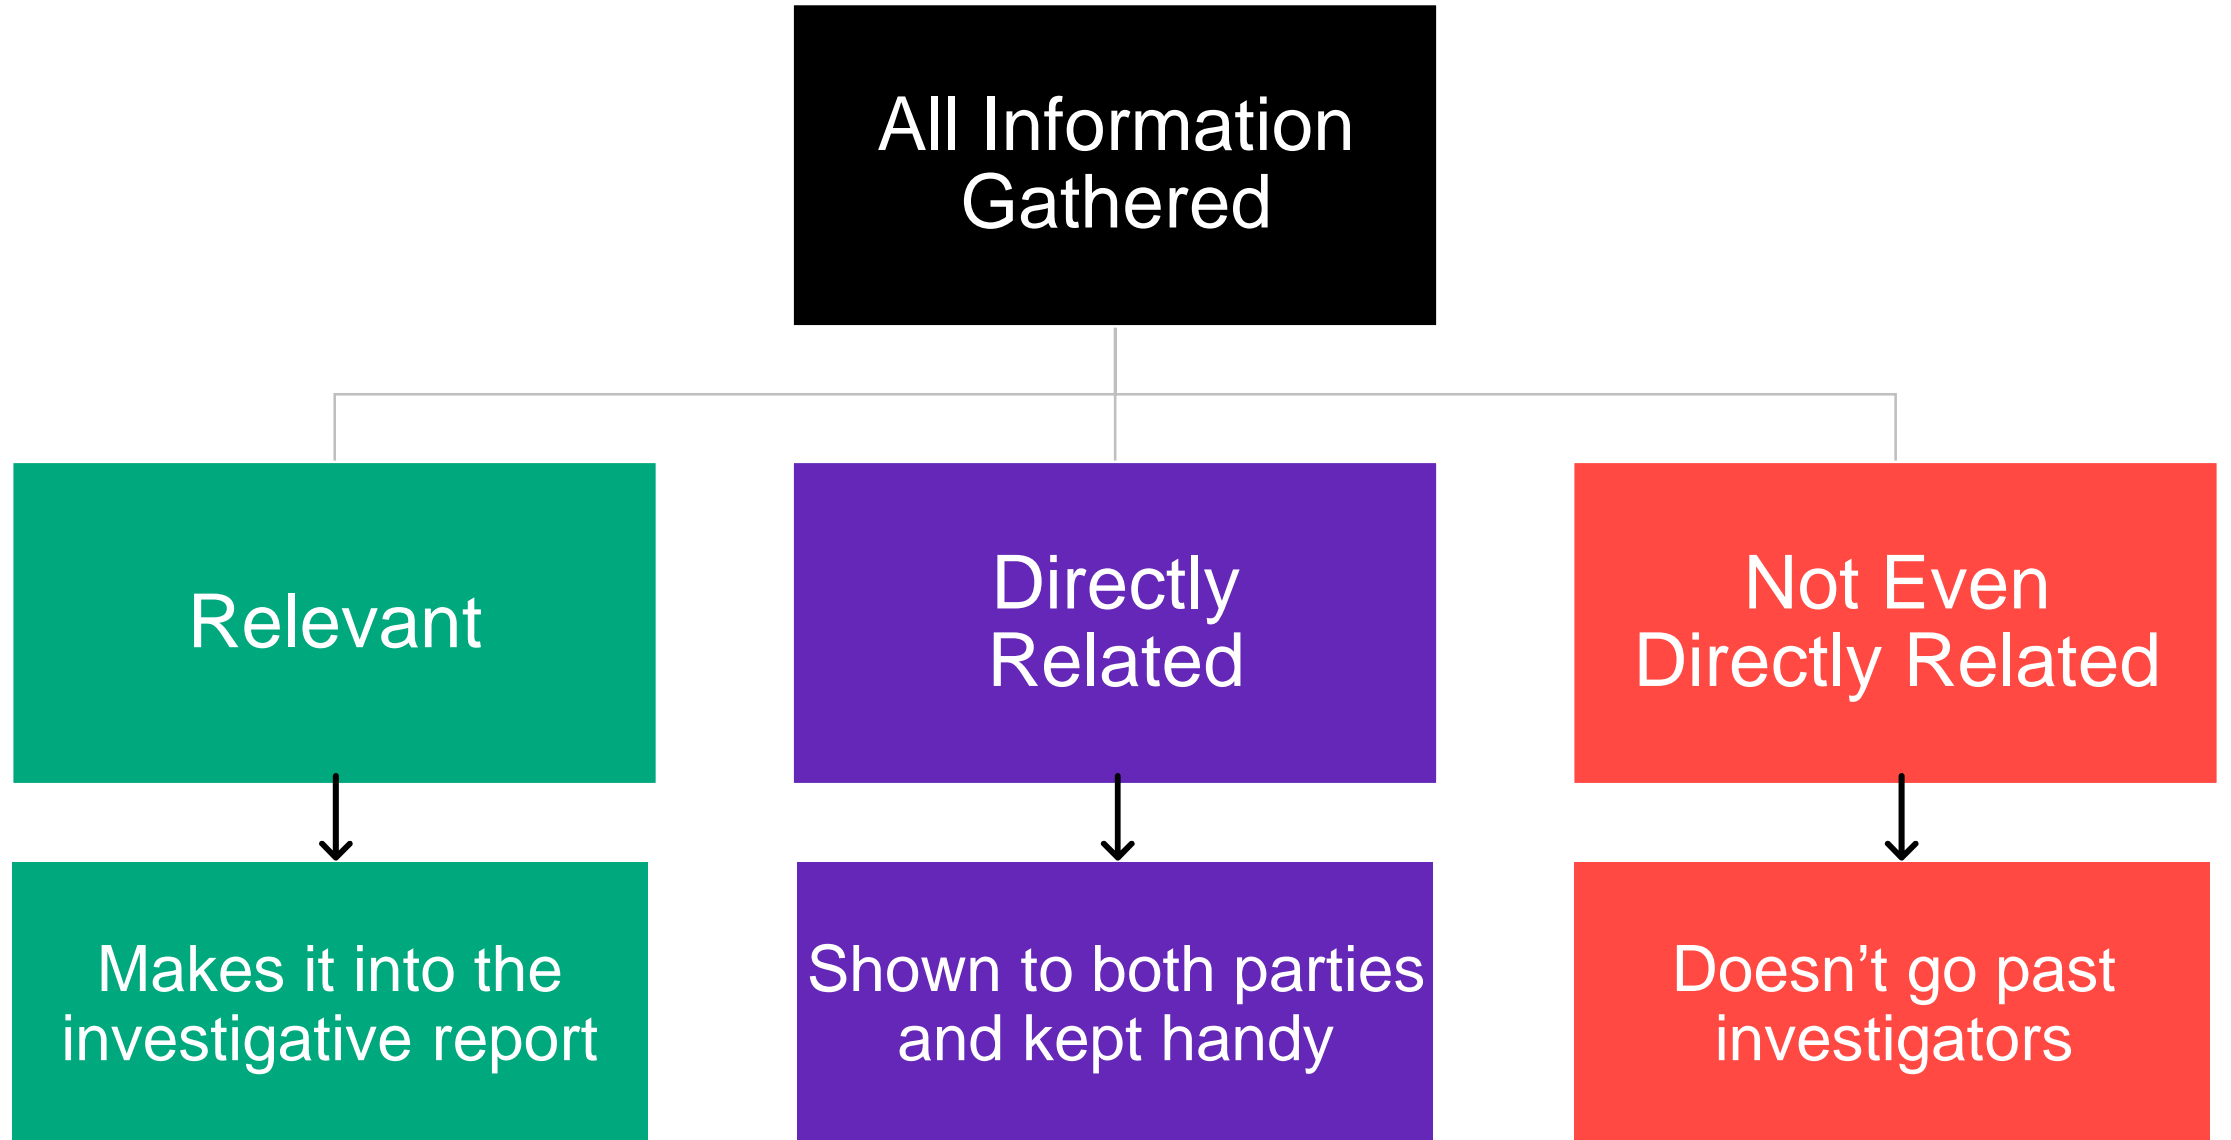 All Information
Gathered
Relevant
Directly
Related
Not Even
Directly Related
Makes it into the
investigative report
Shown to both parties
and kept handy
Doesn’t go past
investigators